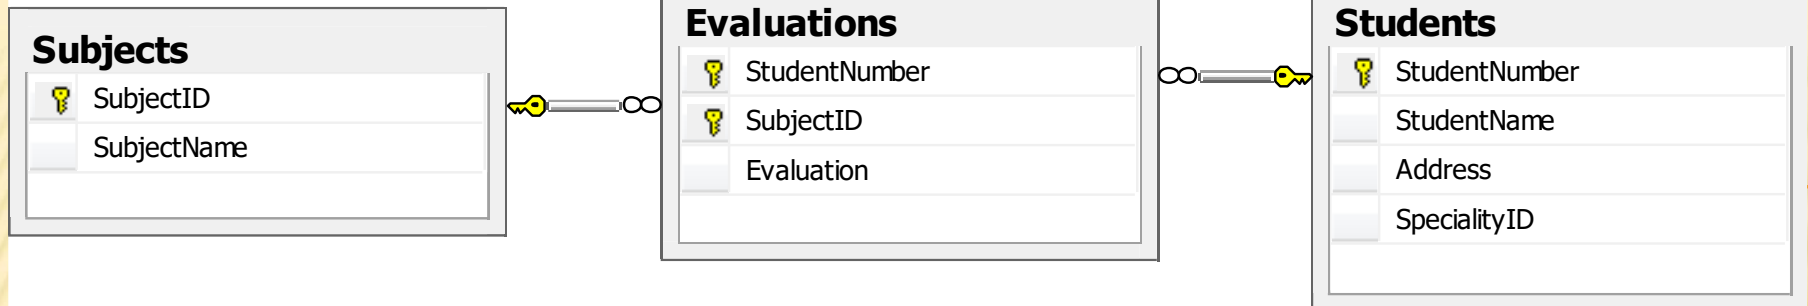 Subjects
SubjectID
SubjectName
Evaluations
StudentNumber
SubjectID
Evaluation
Students
StudentNumber
StudentName
Address
SpecialityID